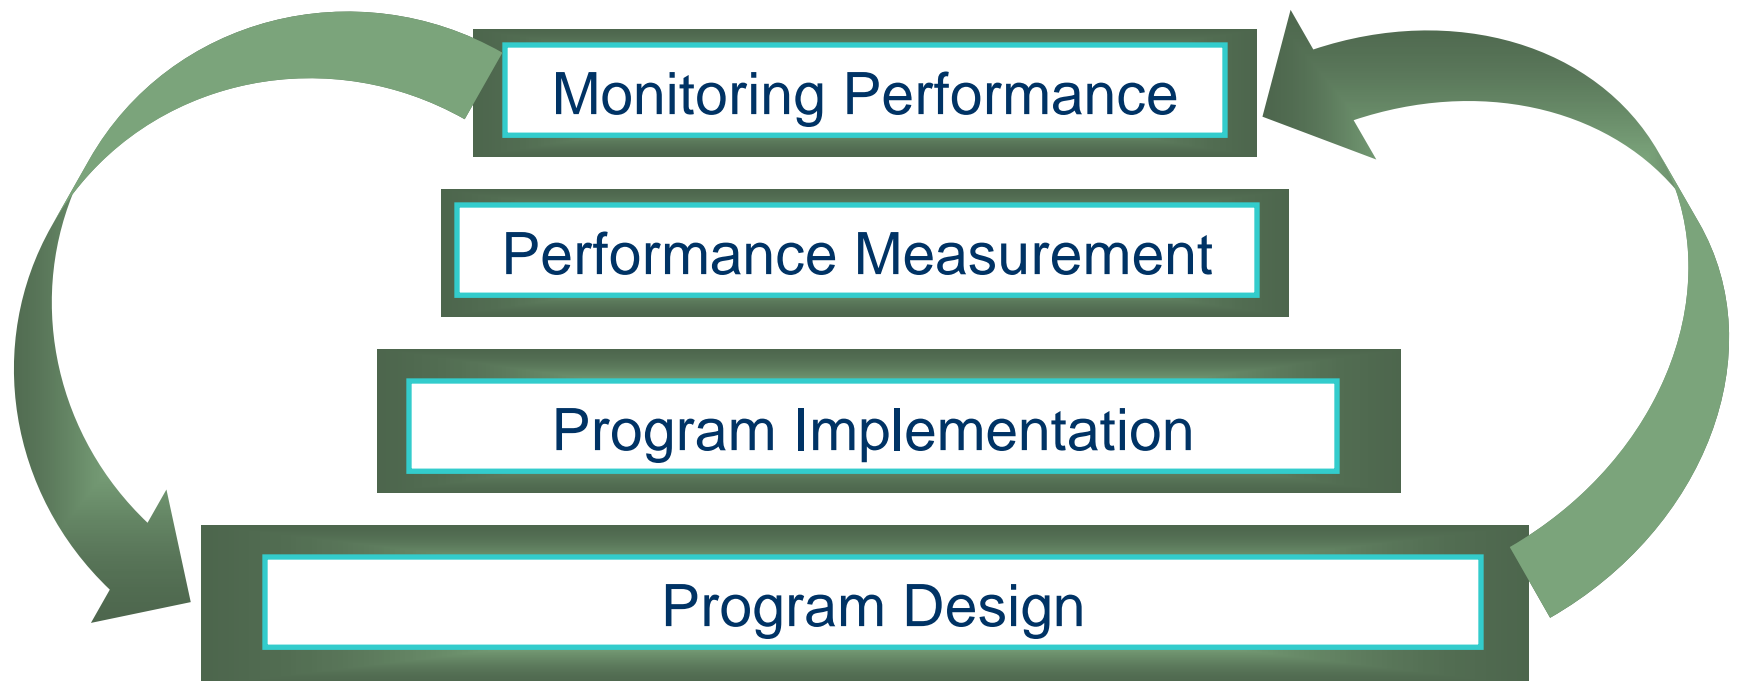 Monitoring Performance
Performance Measurement
Program Implementation
Program Design